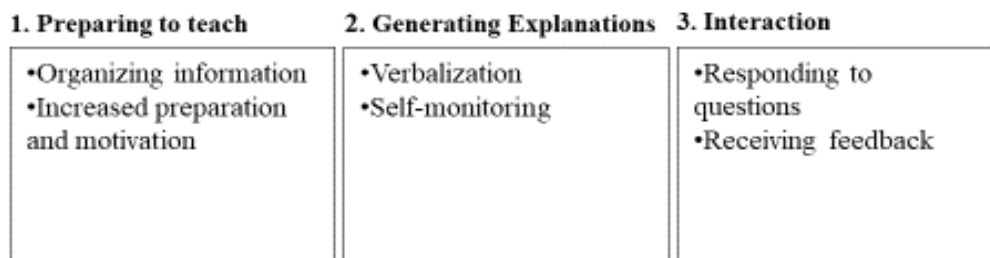 1. Preparing to teach
•Organizing information
•Increased preparation
and motivation
2. Generating Explanations
•Verbalization
•Self-monitoring
3. Interaction
•Responding to
questions
•Receiving feedback